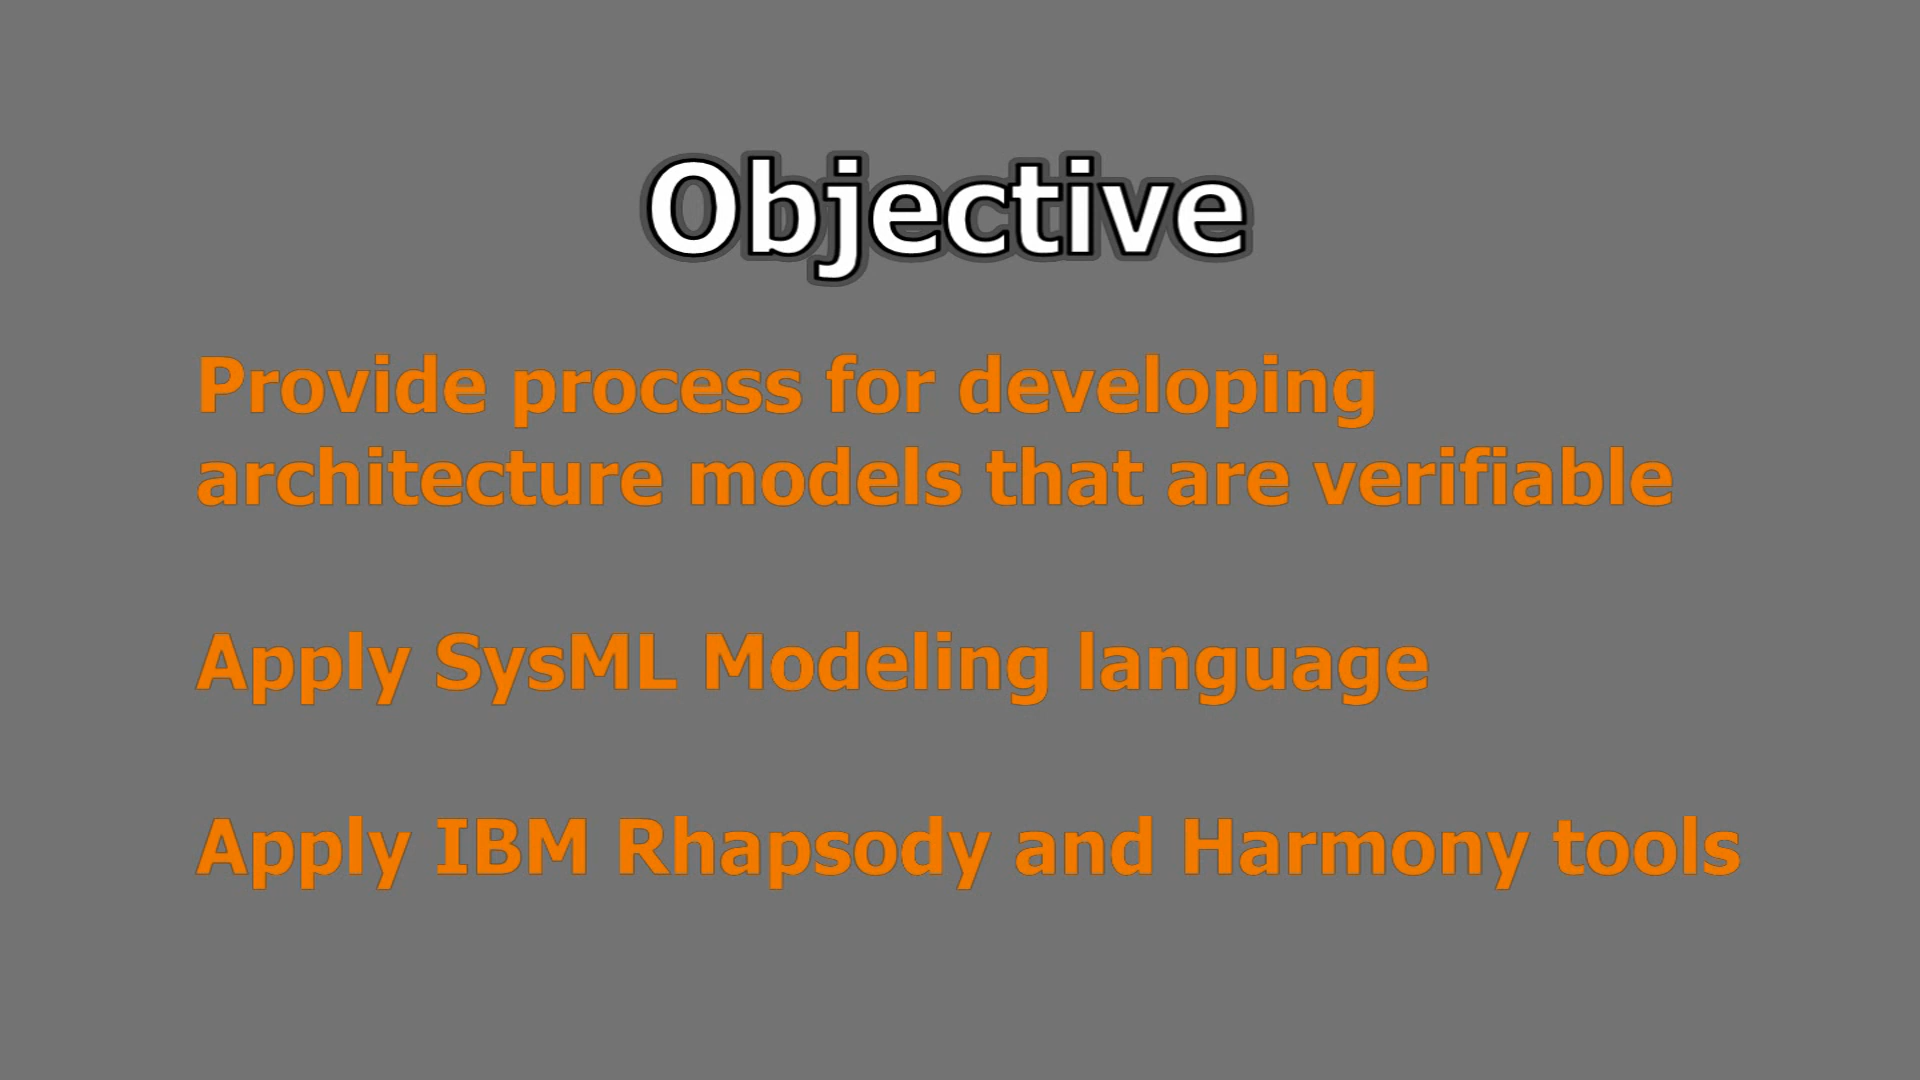 Objective
Provide process for developing
architecture models that are verifiable
Apply SysML Modeling language
Apply IBM Rhapsody and Harmony tools